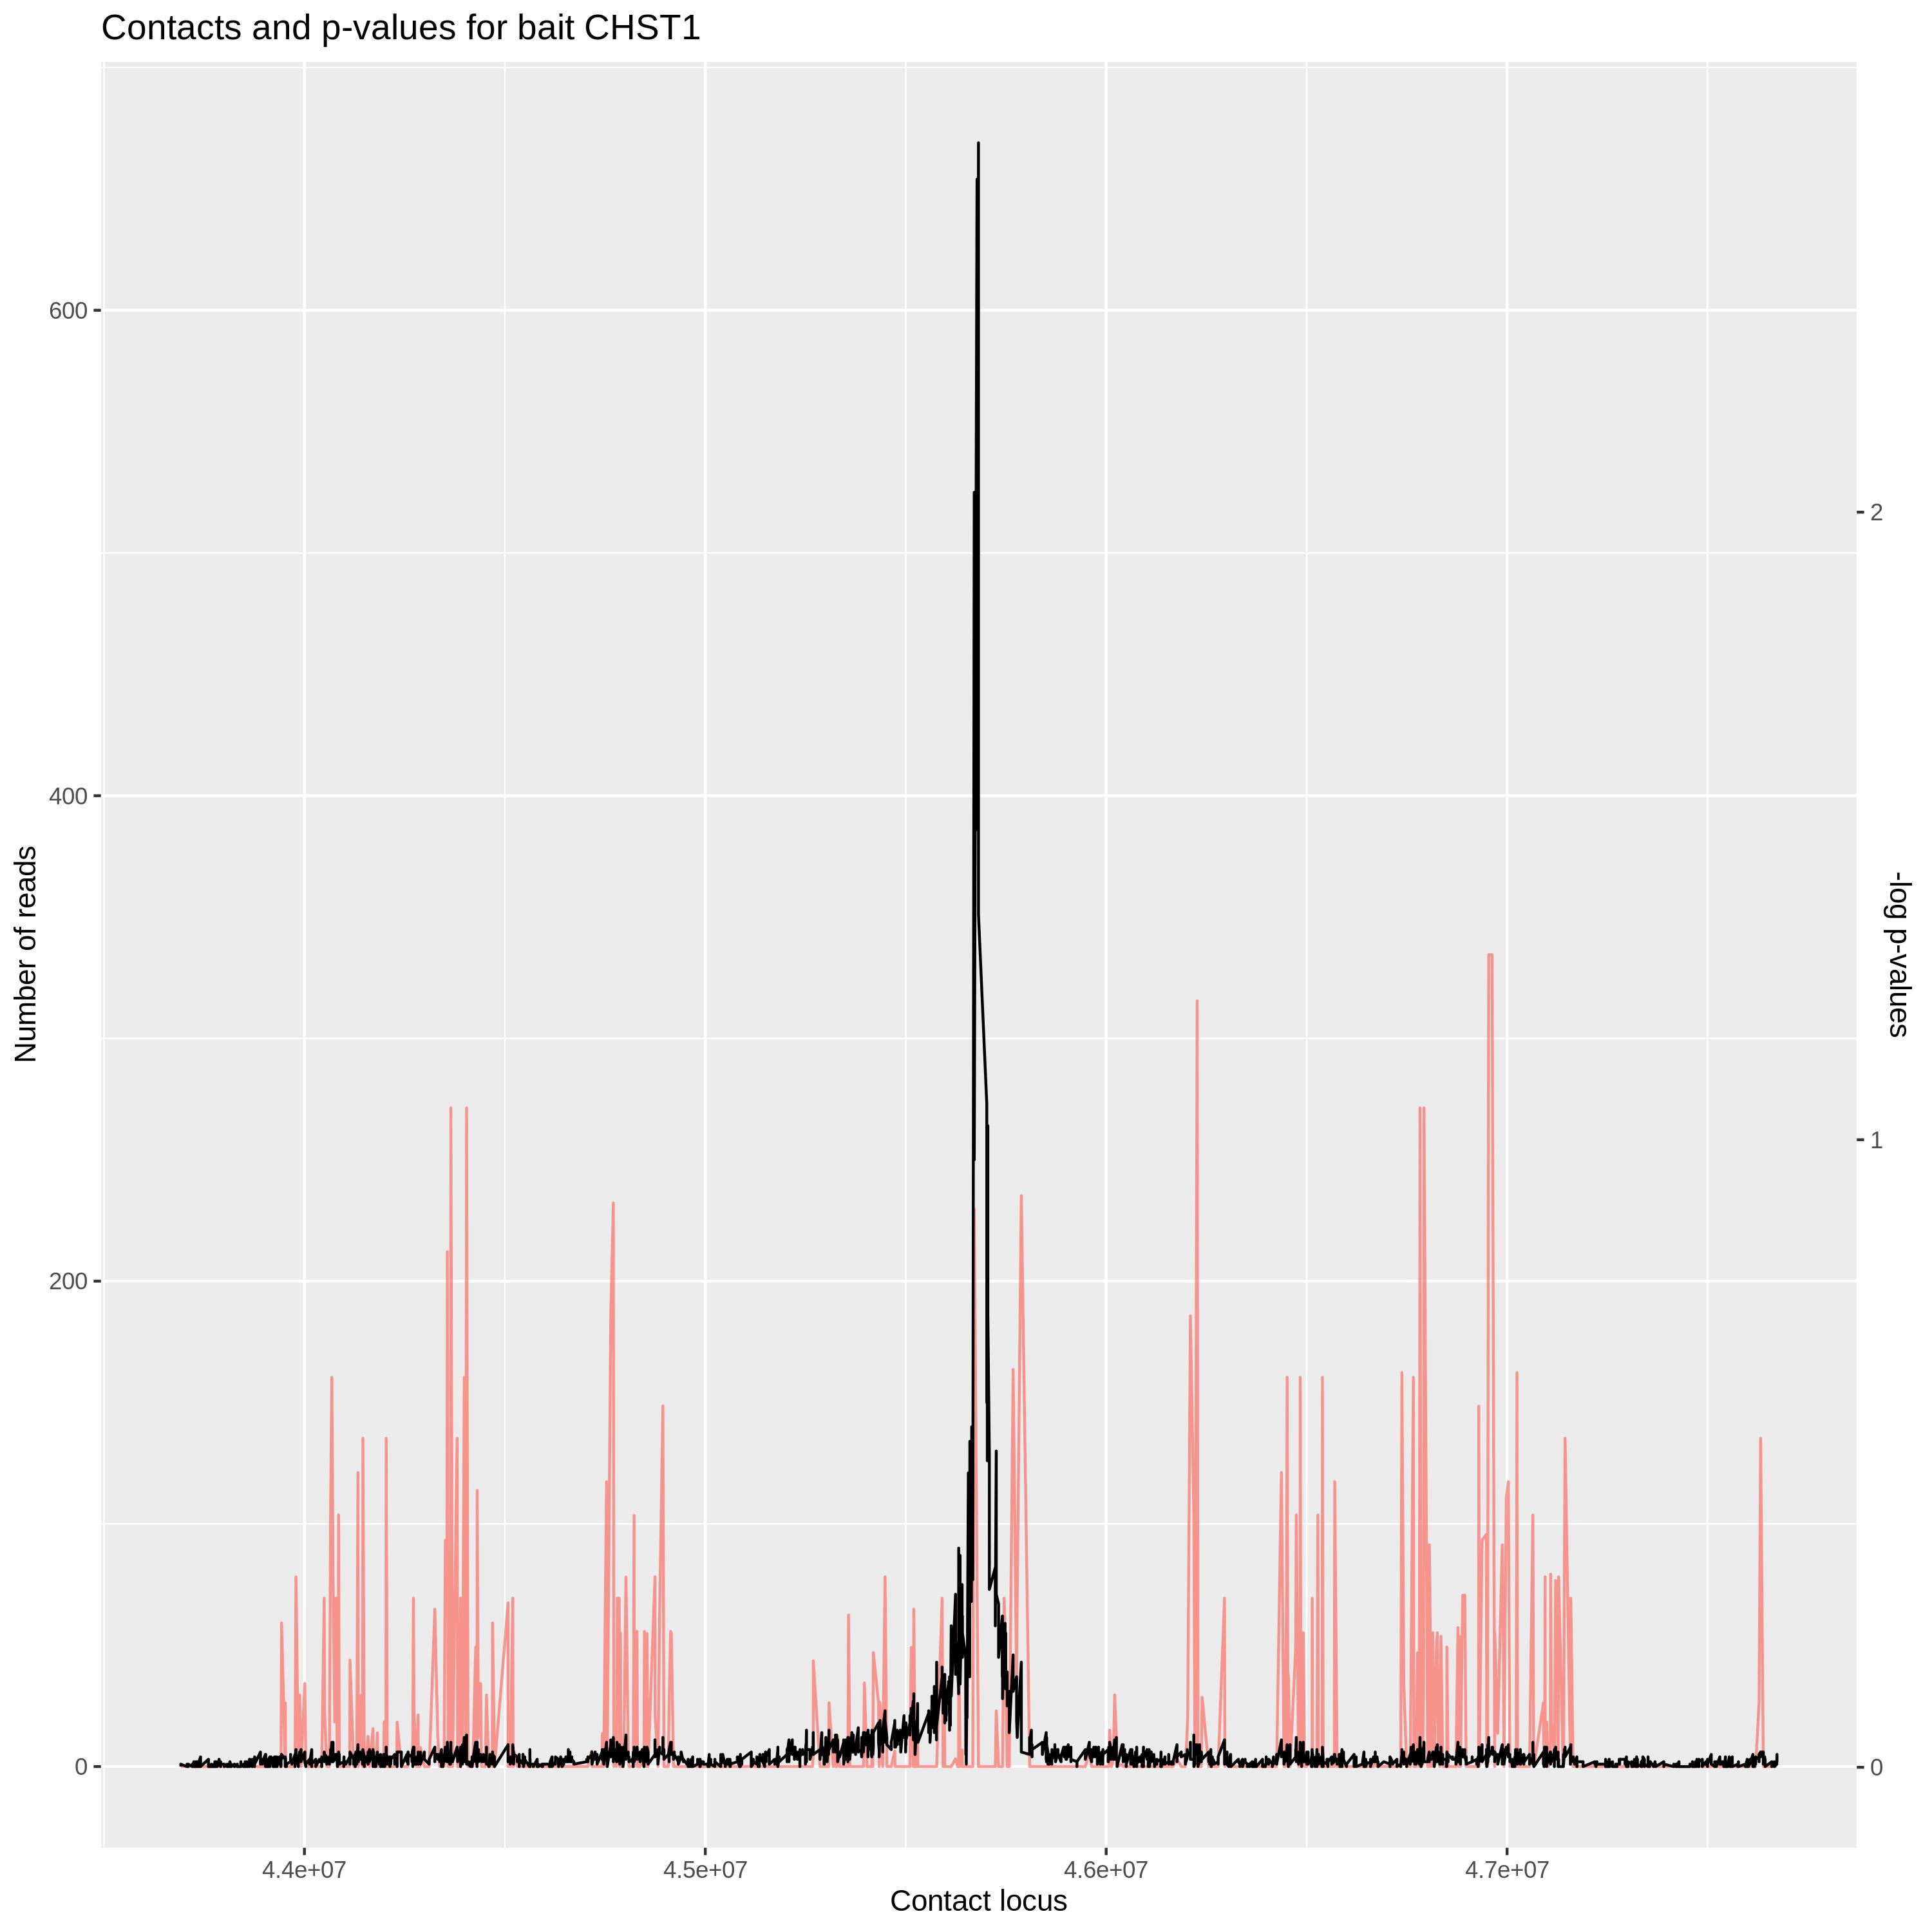 Contacts and p-values for bait CHST1
Number of reads
600
400
200
0
2
1
0
-log p-values
4.4e+07
4.5e+07
4.6e+07
4.7e+07
Contact locus